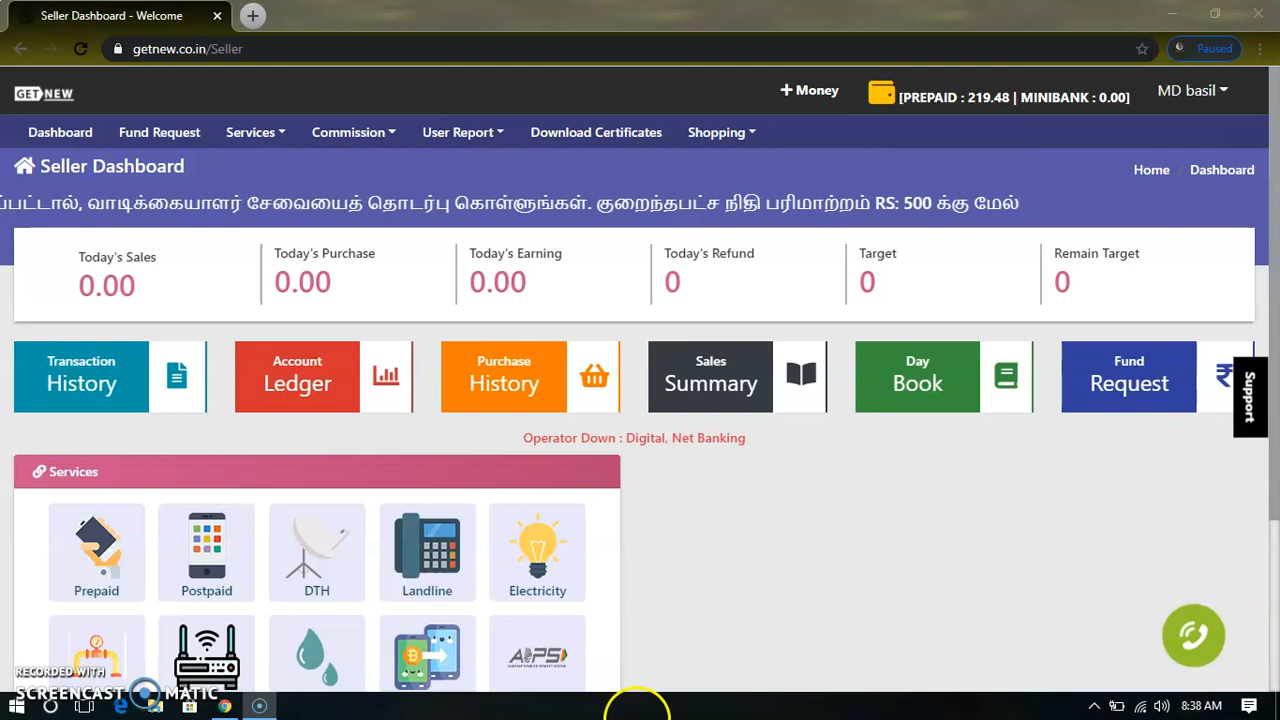 Seller Dashboard - Welcome
getnew.co.in/Seller
Paused
GET NEW
+ Money
[PREPAID : 219.48 | MINIBANK : 0.00]
MD basil
Dashboard Fund Request Services Commission User Report Download Certificates Shopping
Seller Dashboard
Home / Dashboard
வாடிக்கையாளர் சேவையைத் தொடர்பு கொள்ளுங்கள். குறைந்தபட்ச நிதி பரிமாற்றம் RS: 500 க்கு மேல்
Today's Sales Today's Purchase Today's Earning Today's Refund Target Remain Target
0.00 0.00 0.00 0 0 0
Transaction Account Purchase Sales Day Fund
History Ledger History Summary Book Request
Support
Operator Down : Digital, Net Banking
Services
Prepaid Postpaid DTH Landline Electricity
AEPS
RECORDED WITH
SCREENCAST MATIC
8:38 AM